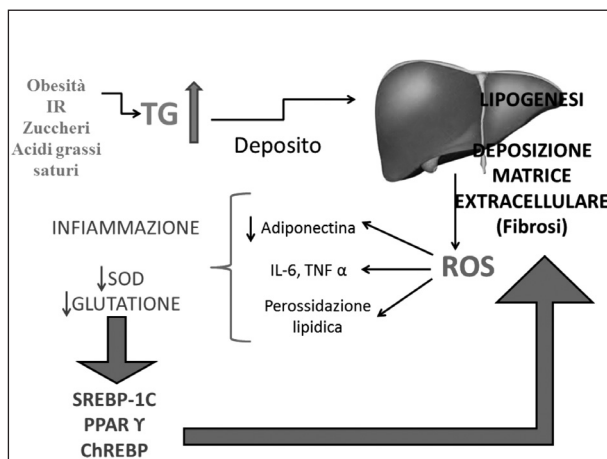 Obesità
IR
Zuccheri
Acidi grassi
saturi
TG
Deposito
LIPOGENESI
DEPOSIZIONE
MATRICE
EXTRACELLULARE
(Fibrosi)
ROS
Adiponectina
IL-6, TNF α
Perossidazione
lipidica
INFIAMMAZIONE
↓SOD
↓GLUTATIONE
SREBP-1C
PPAR ϒ
ChREBP